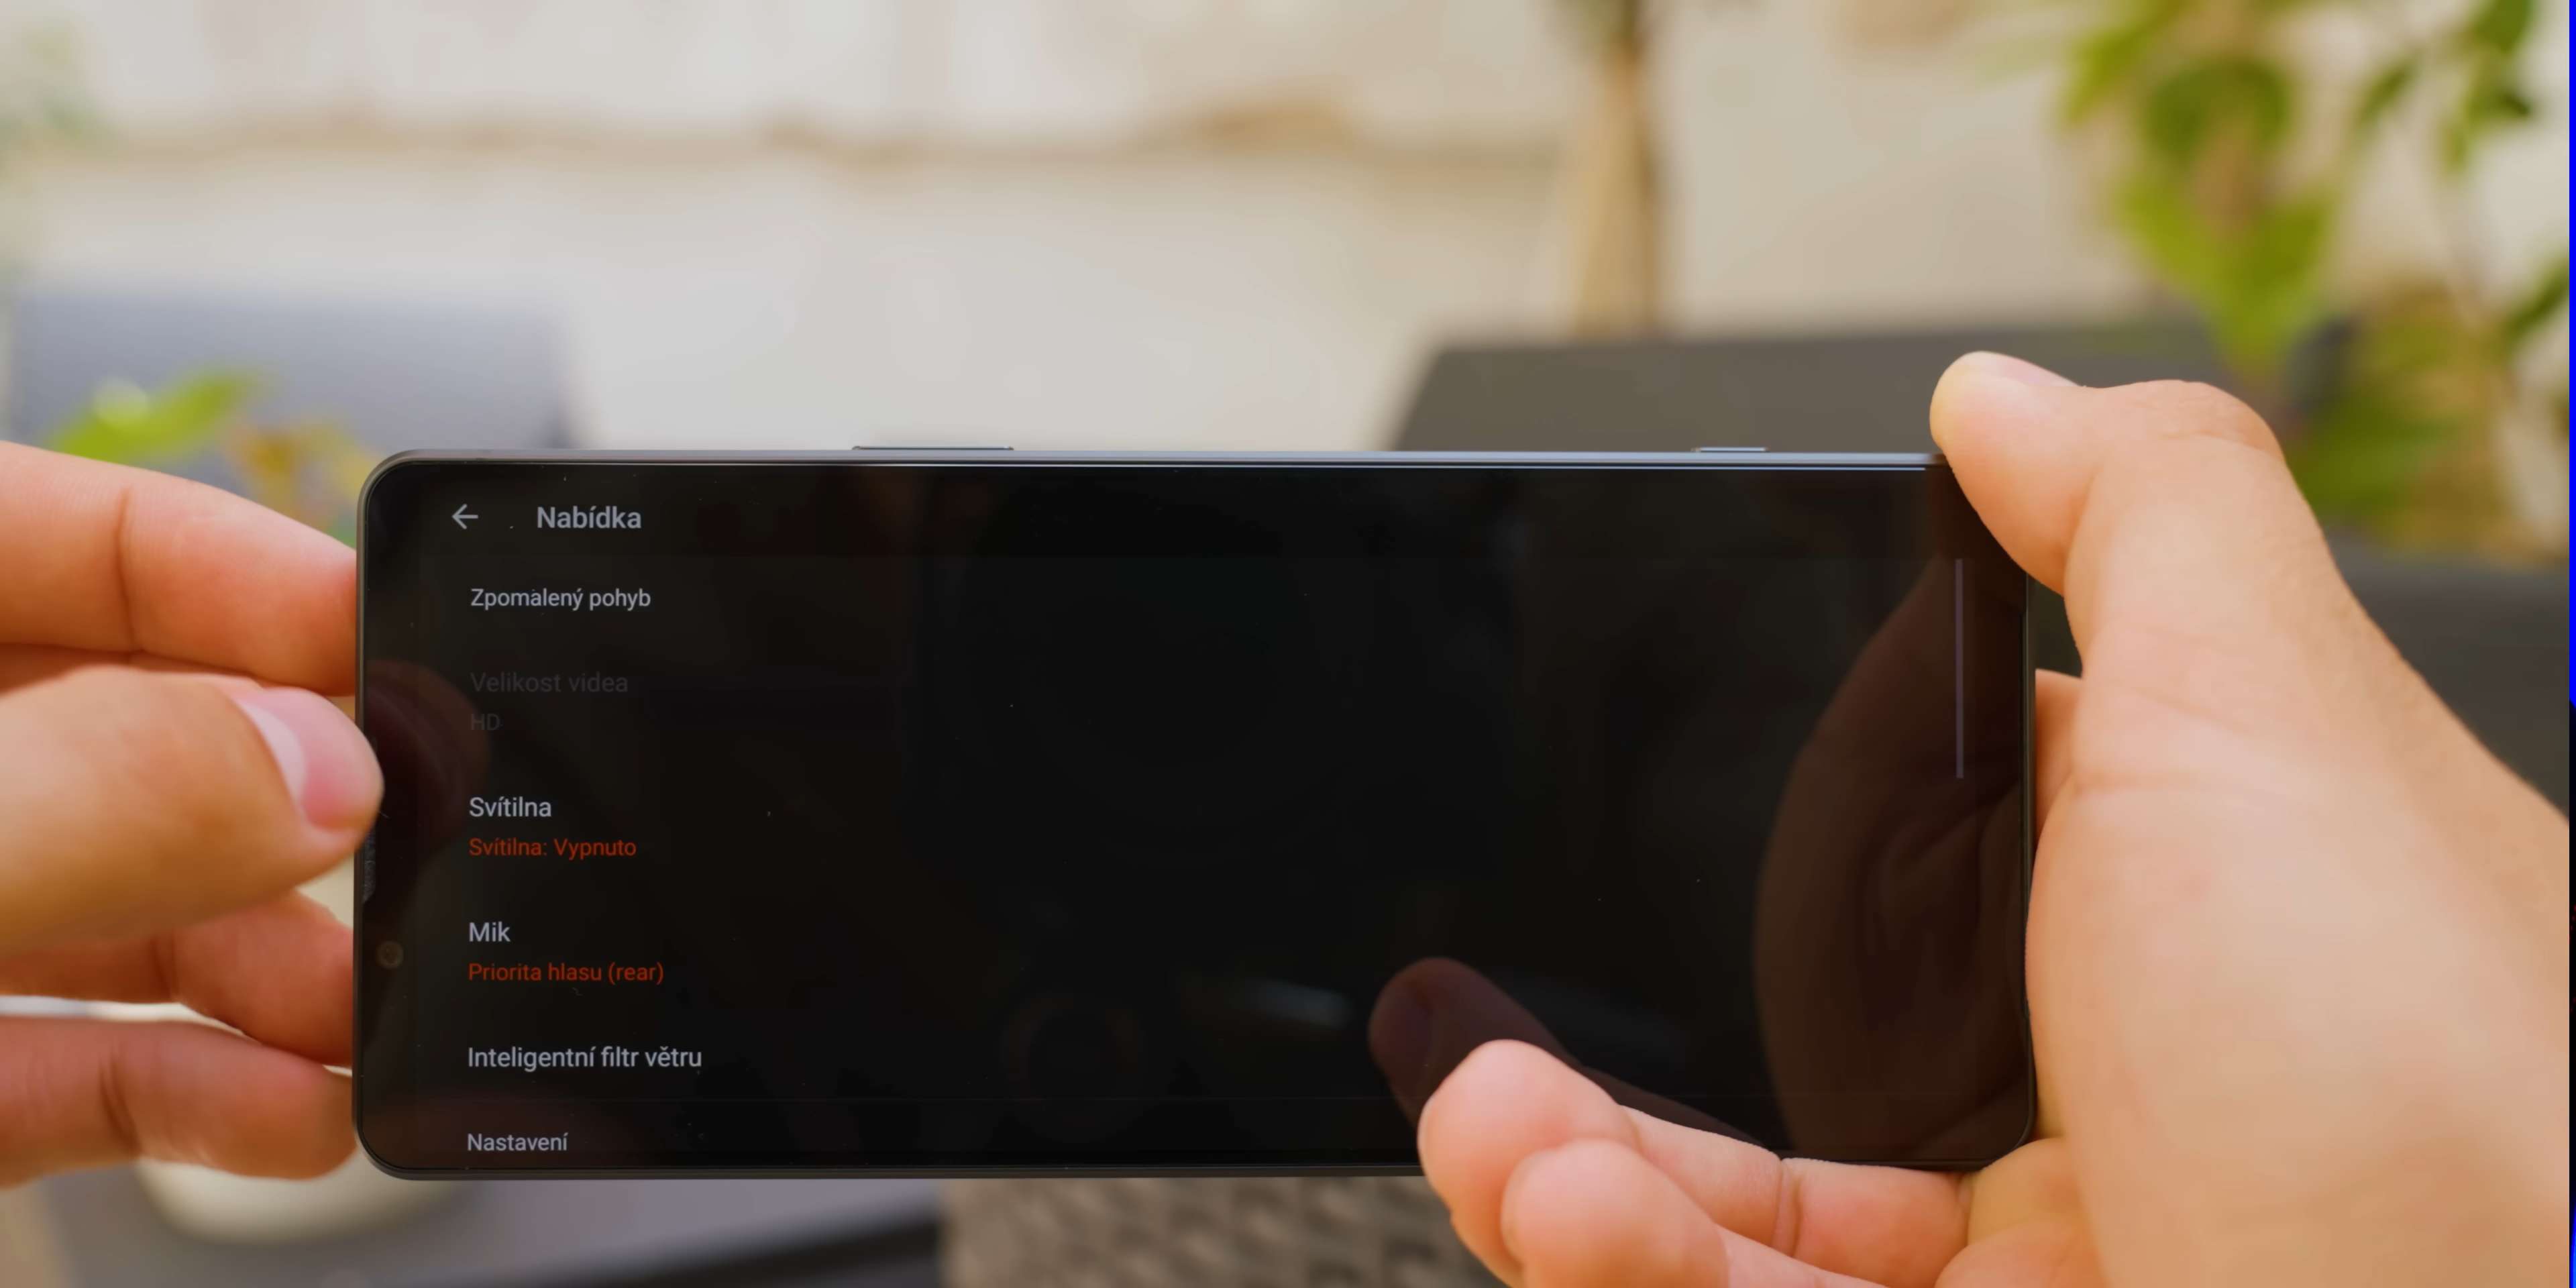 Nabídka
Zpomalený pohyb
Velikost videa
HD
Svítilna
Svítilna: Vypnuto
Mik
Priorita hlasu (rear)
Inteligentní filtr větru
Nastavení